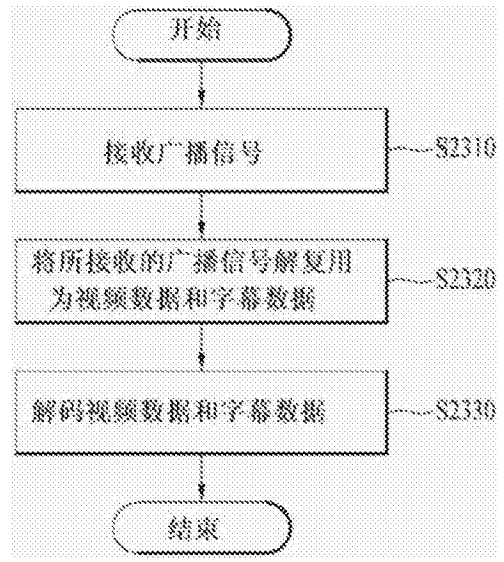 开始
接收广播信号
S2310
将所接收的广播信号解复用
为视频数据和字幕数据
S2320
解码视频数据和字幕数据
S2330
结束